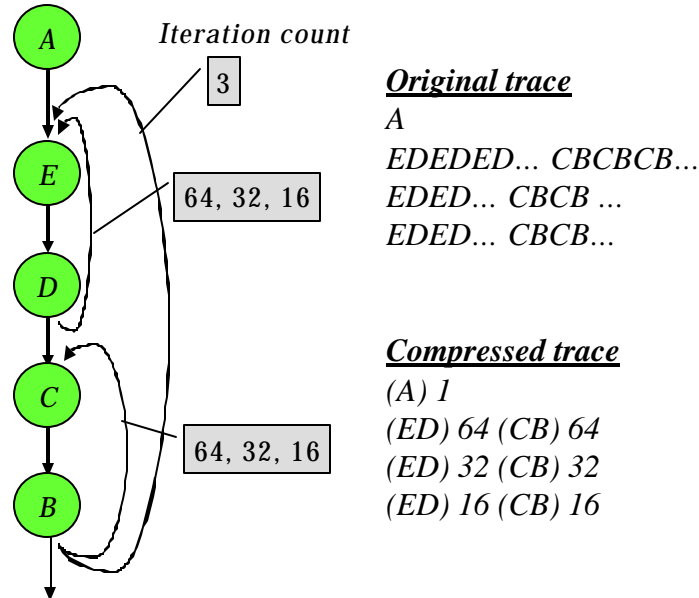 A
Iteration count
3
E
64, 32, 16
D
C
64, 32, 16
B
Original trace
A
EDEDED... CBCBCB...
EDED... CBCB ...
EDED... CBCB...
Compressed trace
(A) 1
(ED) 64 (CB) 64
(ED) 32 (CB) 32
(ED) 16 (CB) 16